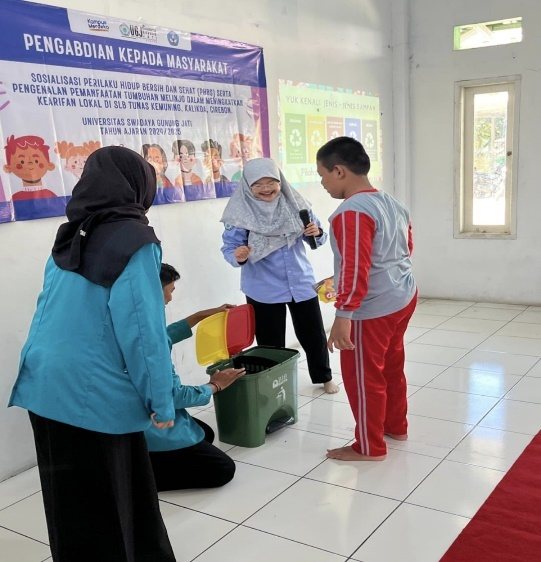 Kampus
Merdeka
UGJ
PENGABDIAN KEPADA MASYARAKAT
SOSIALISASI PERILAKU HIDUP BERSIH DAN SEHAT (PHBS) SERTA
PENGENALAN PEMANFAATAN TUMBUHAN MELINJO DALAM MENINGKATKAN
KEARIFAN LOKAL DI SLB TUNAS KEMUNING, KALIKOA, CIREBON.
UNIVERSITAS SWADAYA GUNUNG JATI
TAHUN AJARAN 2024/2025
YUK KENALI JENIS - JENIS SAMPAH